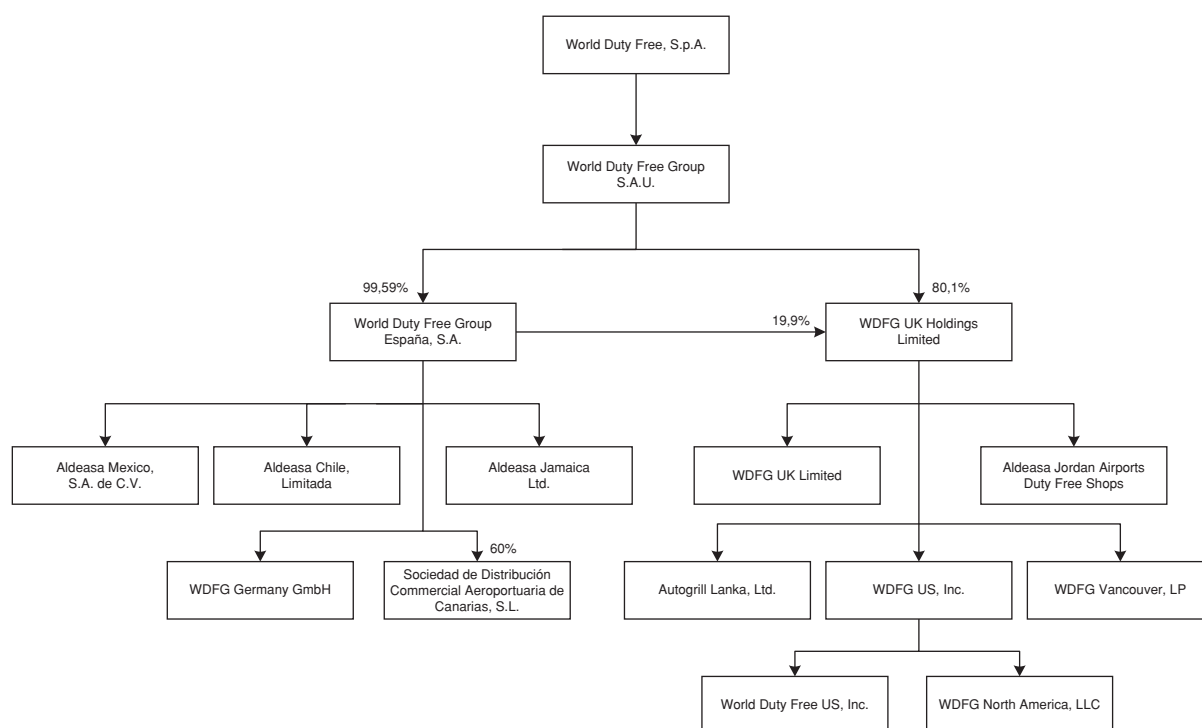 World Duty Free, S.p.A.
World Duty Free Group
S.A.U.
99,59%
80,1%
World Duty Free Group
España, S.A.
19,9%
WDFG UK Holdings
Limited
Aldeasa Mexico,
S.A. de C.V.
Aldeasa Chile,
Limitada
Aldeasa Jamaica
Ltd.
WDFG UK Limited
Aldeasa Jordan Airports
Duty Free Shops
60%
WDFG Germany GmbH
Sociedad de Distribución
Commercial Aeroportuaria de
Canarias, S.L.
Autogrill Lanka, Ltd.
WDFG US, Inc.
WDFG Vancouver, LP
World Duty Free US, Inc.
WDFG North America, LLC